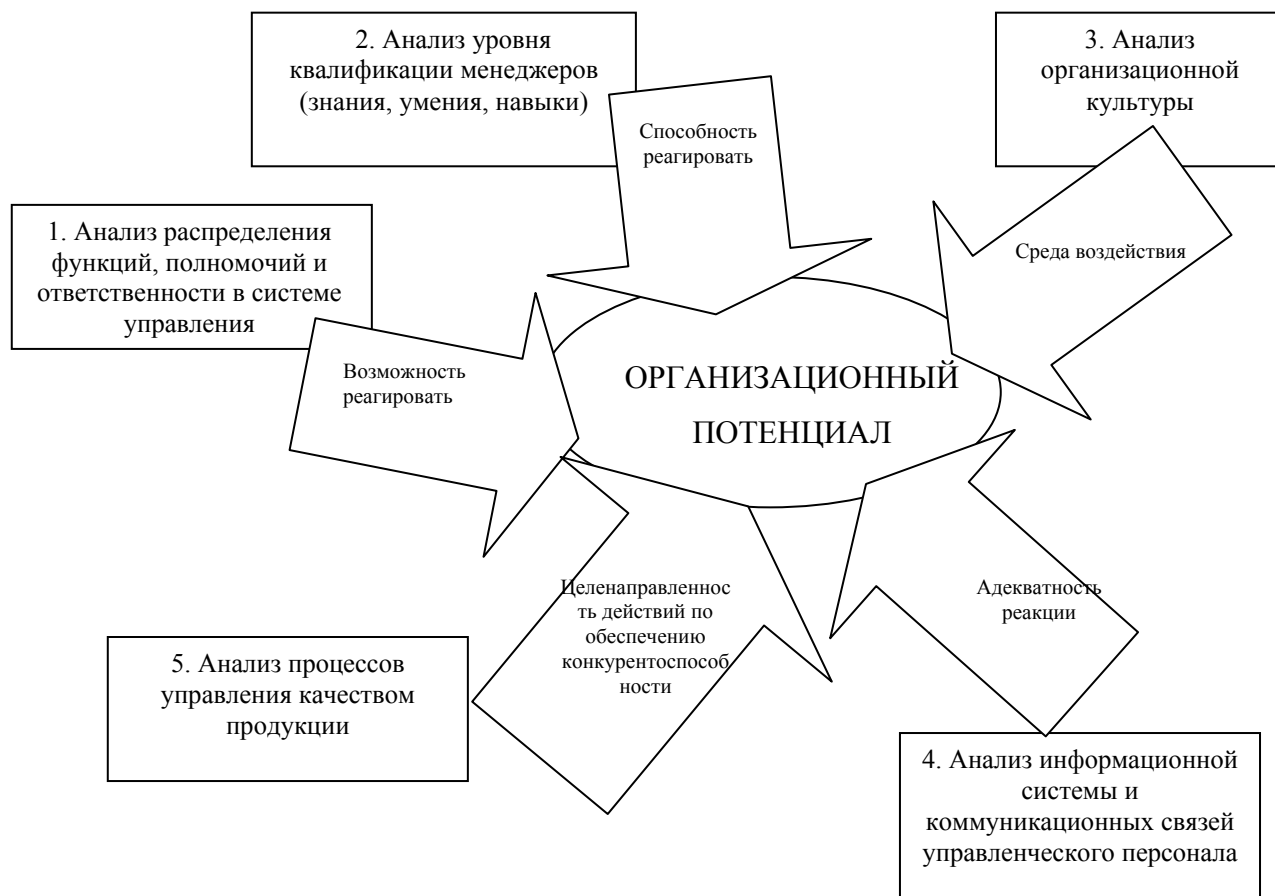 2. Анализ уровня
квалификации менеджеров
(знания, умения, навыки)
3. Анализ
организационной
культуры
Способность
реагировать
1. Анализ распределения
функций, полномочий и
ответственности в системе
управления
Среда воздействия
Возможность
реагировать
ОРГАНИЗАЦИОННЫЙ
ПОТЕНЦИАЛ
Целенаправленнос
ть действий по
обеспечению
конкурентоспособ
ности
Адекватность
реакции
5. Анализ процессов
управления качеством
продукции
4. Анализ информационной
системы и
коммуникационных связей
управленческого персонала